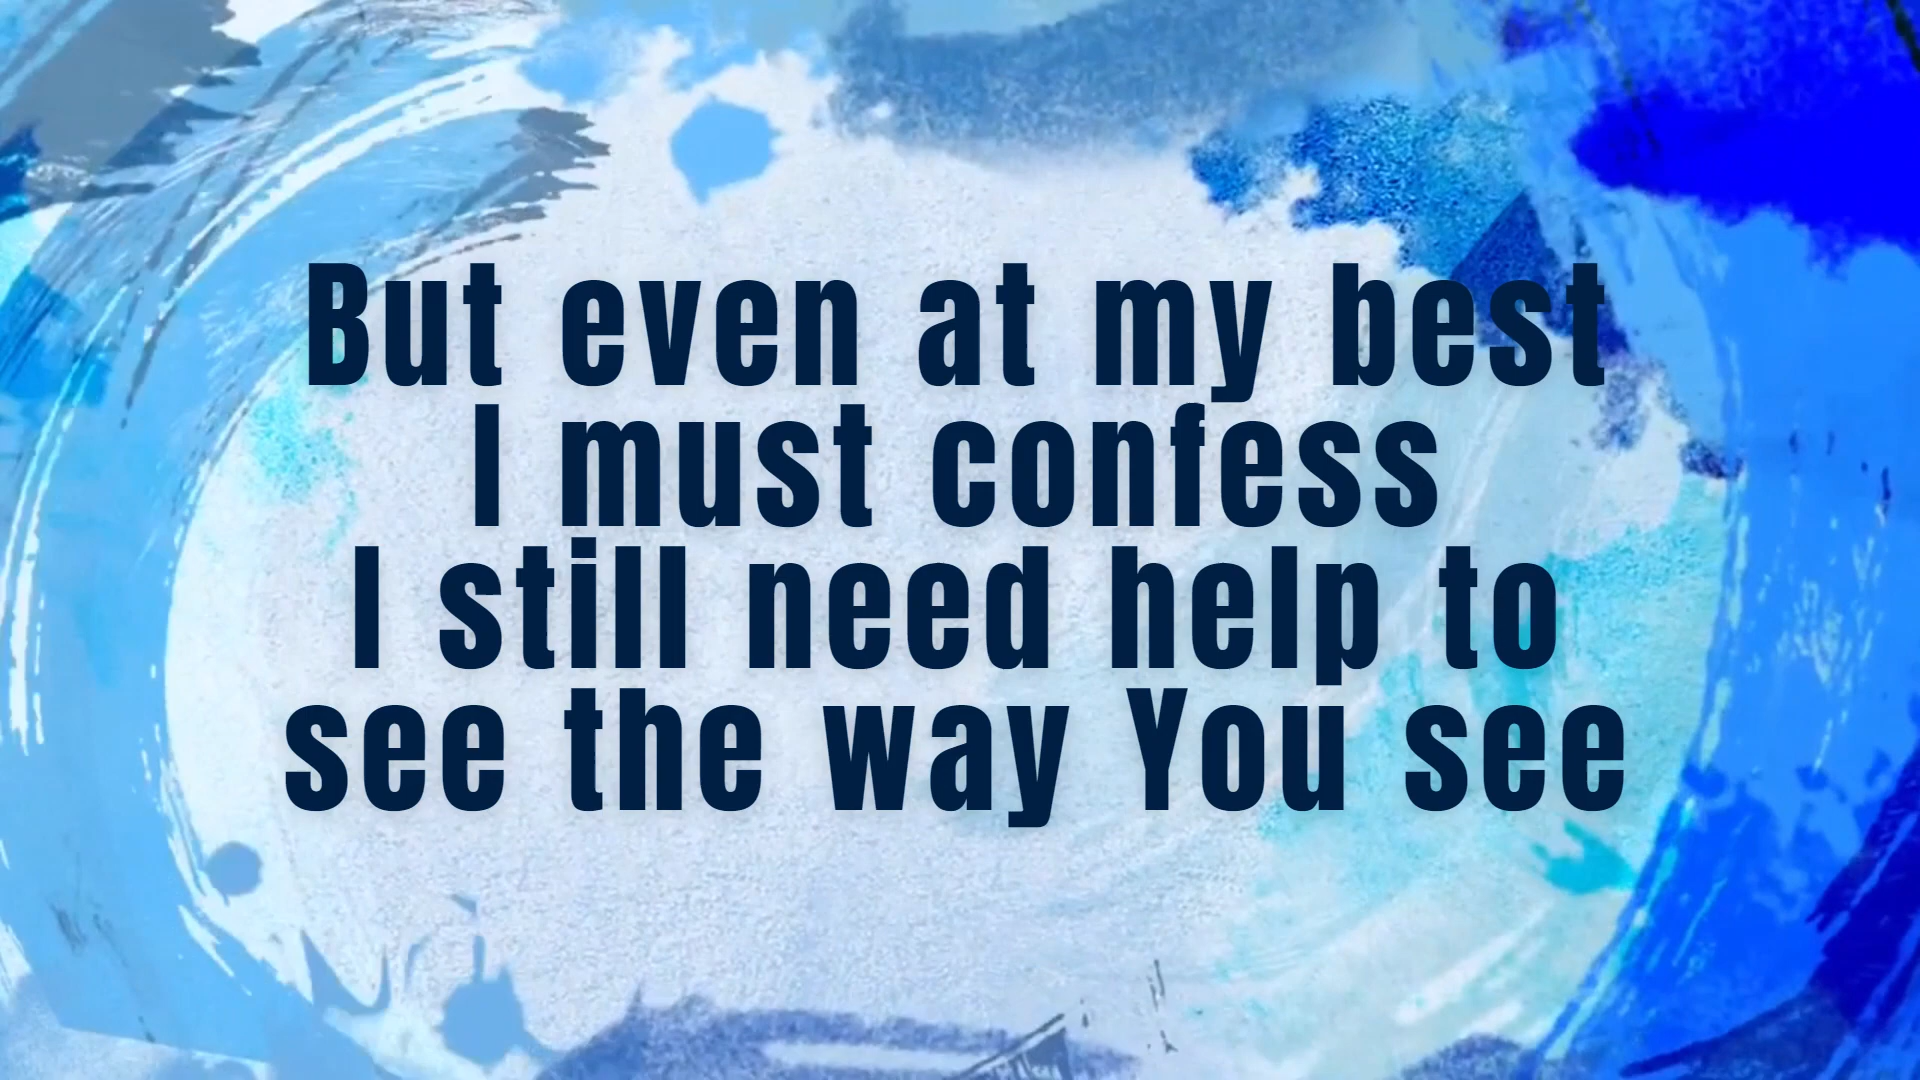 But even at my best
I must confess
I still need help to
see the way You see